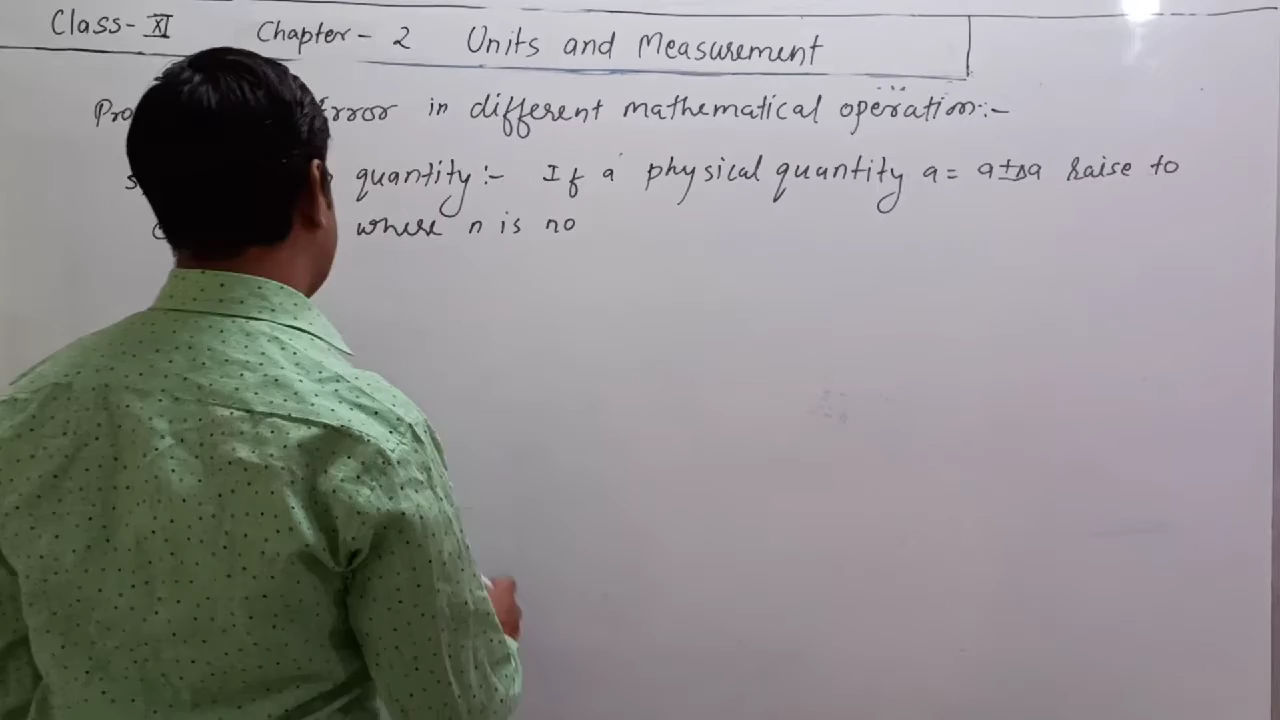 Class- XI Chapter- 2 Units and Measurement
Error in different mathematical operation:-
quantity:- If a physical quantity a = a±Δa raise to
where n is no